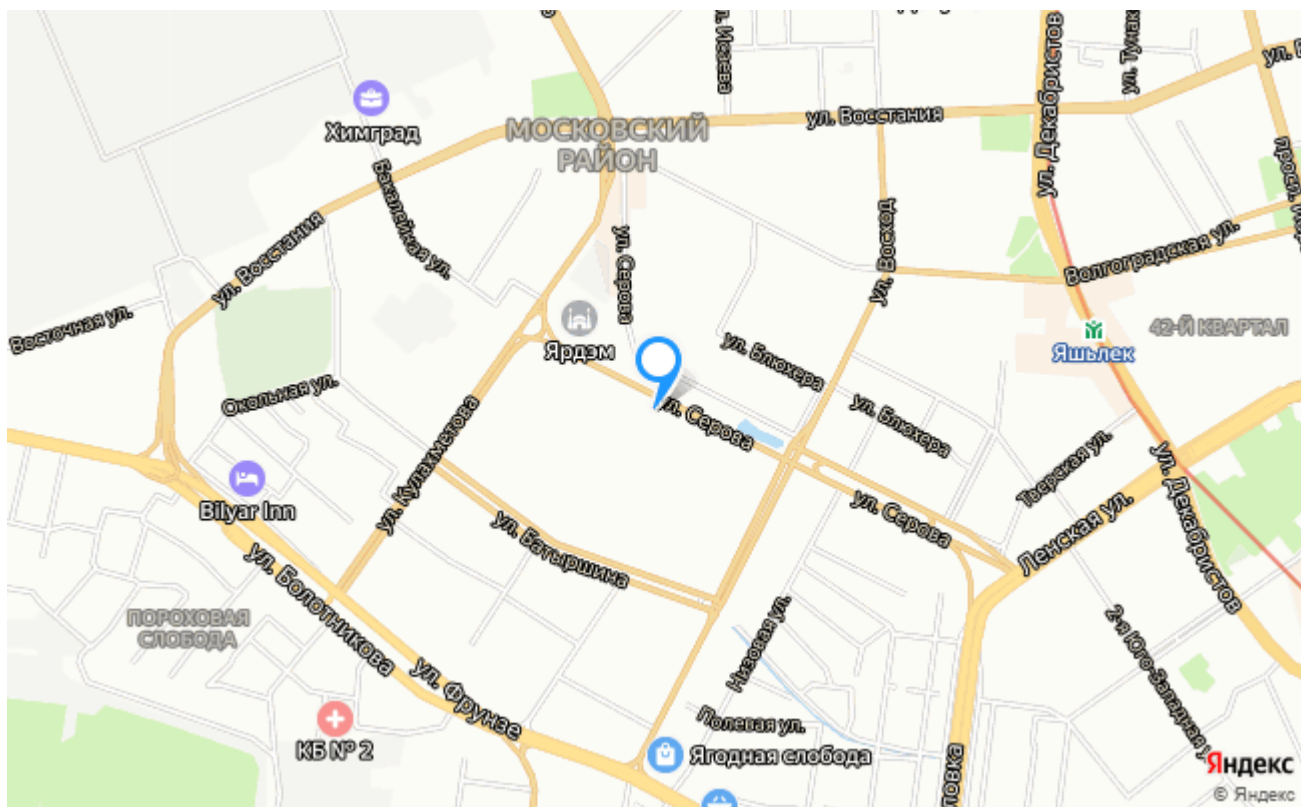 ул. Исаева
ул. Декабристов
ул. Тунак
ул. В
Химград
МОСКОВСКИЙ
РАЙОН
ул. Восстания
Бакалейная ул.
ул. Восстания
ул. Серова
ул. Восход
Волгоградская ул.
Восточная ул.
Ярдэм
ул. Блюхера
42-Й КВАРТАЛ
Яшьлек
Окольная ул.
ул. Серова
ул. Блюхера
ул. Кулахметова
Тверская ул.
Bilyar Inn
ул. Батыршина
ул. Серова
Ленская ул.
ул. Декабристов
ул. Болотникова
ПОРОХОВАЯ
СЛОБОДА
Низовая ул.
2-я Юго-Западная у
ул. Фрунзе
Полевая ул.
КБ № 2
Ягодная слобода
ловка
Яндекс
© Яндекс